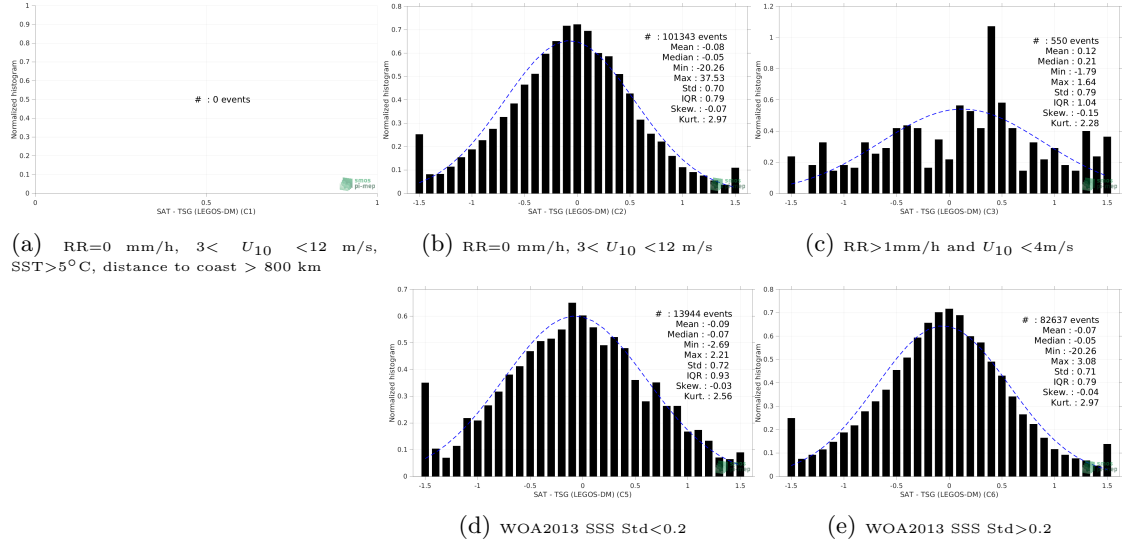 1
0.9
0.8
0.7
0.6
0.5
0.4
0.3
0.2
0.1
0
Normalized histogram
# : 0 events
0
0.5
1
SAT - TSG (LEGOS-DM) (C1)
smos
pi-mep
(a) RR=0 mm/h, 3< U10 <12 m/s,
SST>5°C, distance to coast > 800 km
0.8
0.7
0.6
0.5
0.4
0.3
0.2
0.1
0
Normalized histogram
# : 101343 events
Mean : -0.08
Median : -0.05
Min : -20.26
Max : 37.53
Std : 0.70
IQR : 0.79
Skew. : -0.07
Kurt. : 2.97
-1.5
-1
-0.5
0
0.5
1
1.5
SAT - TSG (LEGOS-DM) (C2)
(b) RR=0 mm/h, 3< U10 <12 m/s
1.2
1
0.8
0.6
0.4
0.2
0
Normalized histogram
# : 550 events
Mean : 0.12
Median : 0.21
Min : -1.79
Max : 1.64
Std : 0.79
IQR : 1.04
Skew. : -0.15
Kurt. : 2.28
-1.5
-1
-0.5
0
0.5
1
1.5
SAT - TSG (LEGOS-DM) (C3)
(c) RR>1mm/h and U10 <4m/s
0.7
0.6
0.5
0.4
0.3
0.2
0.1
0
Normalized histogram
# : 13944 events
Mean : -0.09
Median : -0.07
Min : -2.69
Max : 2.21
Std : 0.72
IQR : 0.93
Skew. : -0.03
Kurt. : 2.56
-1.5
-1
-0.5
0
0.5
1
1.5
SAT - TSG (LEGOS-DM) (C5)
(d) WOA2013 SSS Std<0.2
0.8
0.7
0.6
0.5
0.4
0.3
0.2
0.1
0
Normalized histogram
# : 82637 events
Mean : -0.07
Median : -0.05
Min : -20.26
Max : 3.08
Std : 0.71
IQR : 0.79
Skew. : -0.04
Kurt. : 2.97
-1.5
-1
-0.5
0
0.5
1
1.5
SAT - TSG (LEGOS-DM) (C6)
(e) WOA2013 SSS Std>0.2